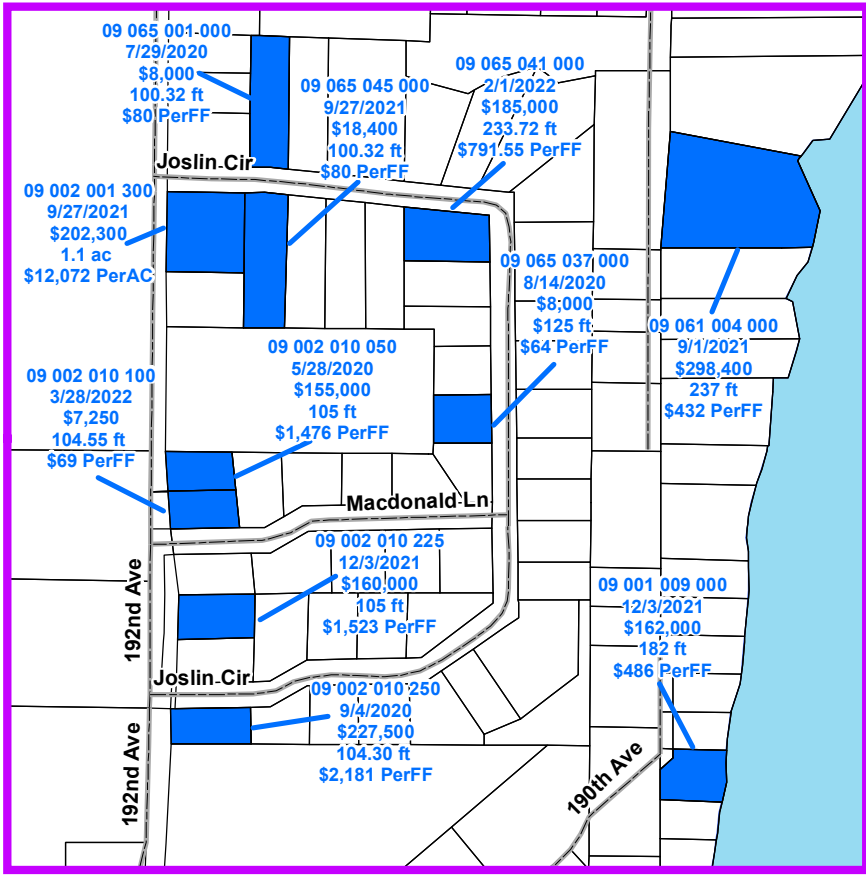 09 065 001 000
7/29/2020
$8,000
100.32 ft
$80 PerFF
09 065 045 000
9/27/2021
$18,400
100.32 ft
$80 PerFF
09 065 041 000
2/1/2022
$185,000
233.72 ft
$791.55 PerFF
Joslin Cir
09 002 001 300
9/27/2021
$202,300
1.1 ac
$12,072 PerAC
09 065 037 000
8/14/2020
$8,000
$125 ft
$64 PerFF
09 061 004 000
9/1/2021
$298,400
237 ft
$432 PerFF
09 002 010 050
5/28/2020
$155,000
105 ft
$1,476 PerFF
09 002 010 100
3/28/2022
$7,250
104.55 ft
$69 PerFF
Macdonald Ln
09 002 010 225
12/3/2021
$160,000
105 ft
$1,523 PerFF
09 001 009 000
12/3/2021
$162,000
182 ft
$486 PerFF
192nd Ave
Joslin Cir
09 002 010 250
9/4/2020
$227,500
104.30 ft
$2,181 PerFF
192nd Ave
190th Ave